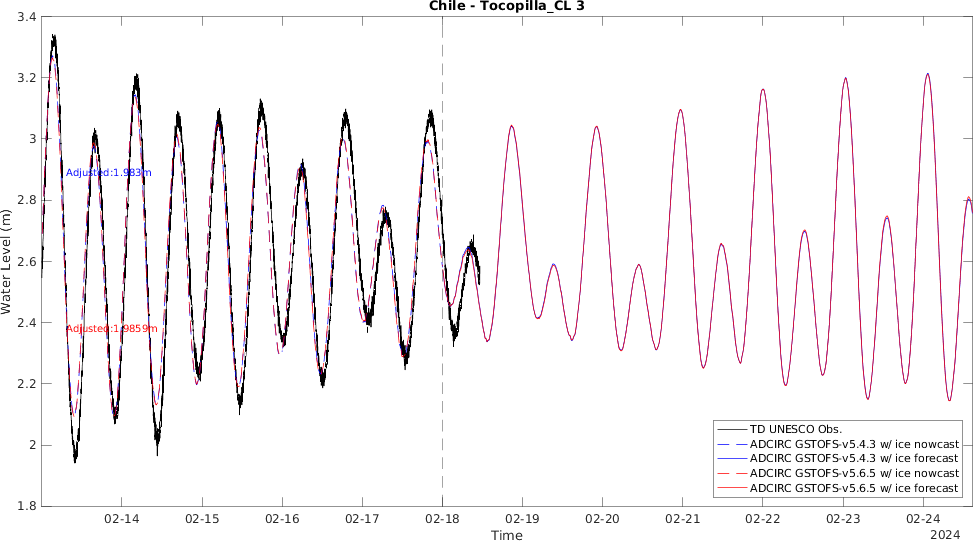 Chile - Tocopilla_CL 3
3.4
3.2
3
2.8
2.6
2.4
2.2
2
1.8
Water Level (m)
Adjusted:1.983m
Adjusted:1.9859m
TD UNESCO Obs.
ADCIRC GSTOFS-v5.4.3 w/ ice nowcast
ADCIRC GSTOFS-v5.4.3 w/ ice forecast
ADCIRC GSTOFS-v5.6.5 w/ ice nowcast
ADCIRC GSTOFS-v5.6.5 w/ ice forecast
02-14 02-15 02-16 02-17 02-18 02-19 02-20 02-21 02-22 02-23 02-24
Time
2024